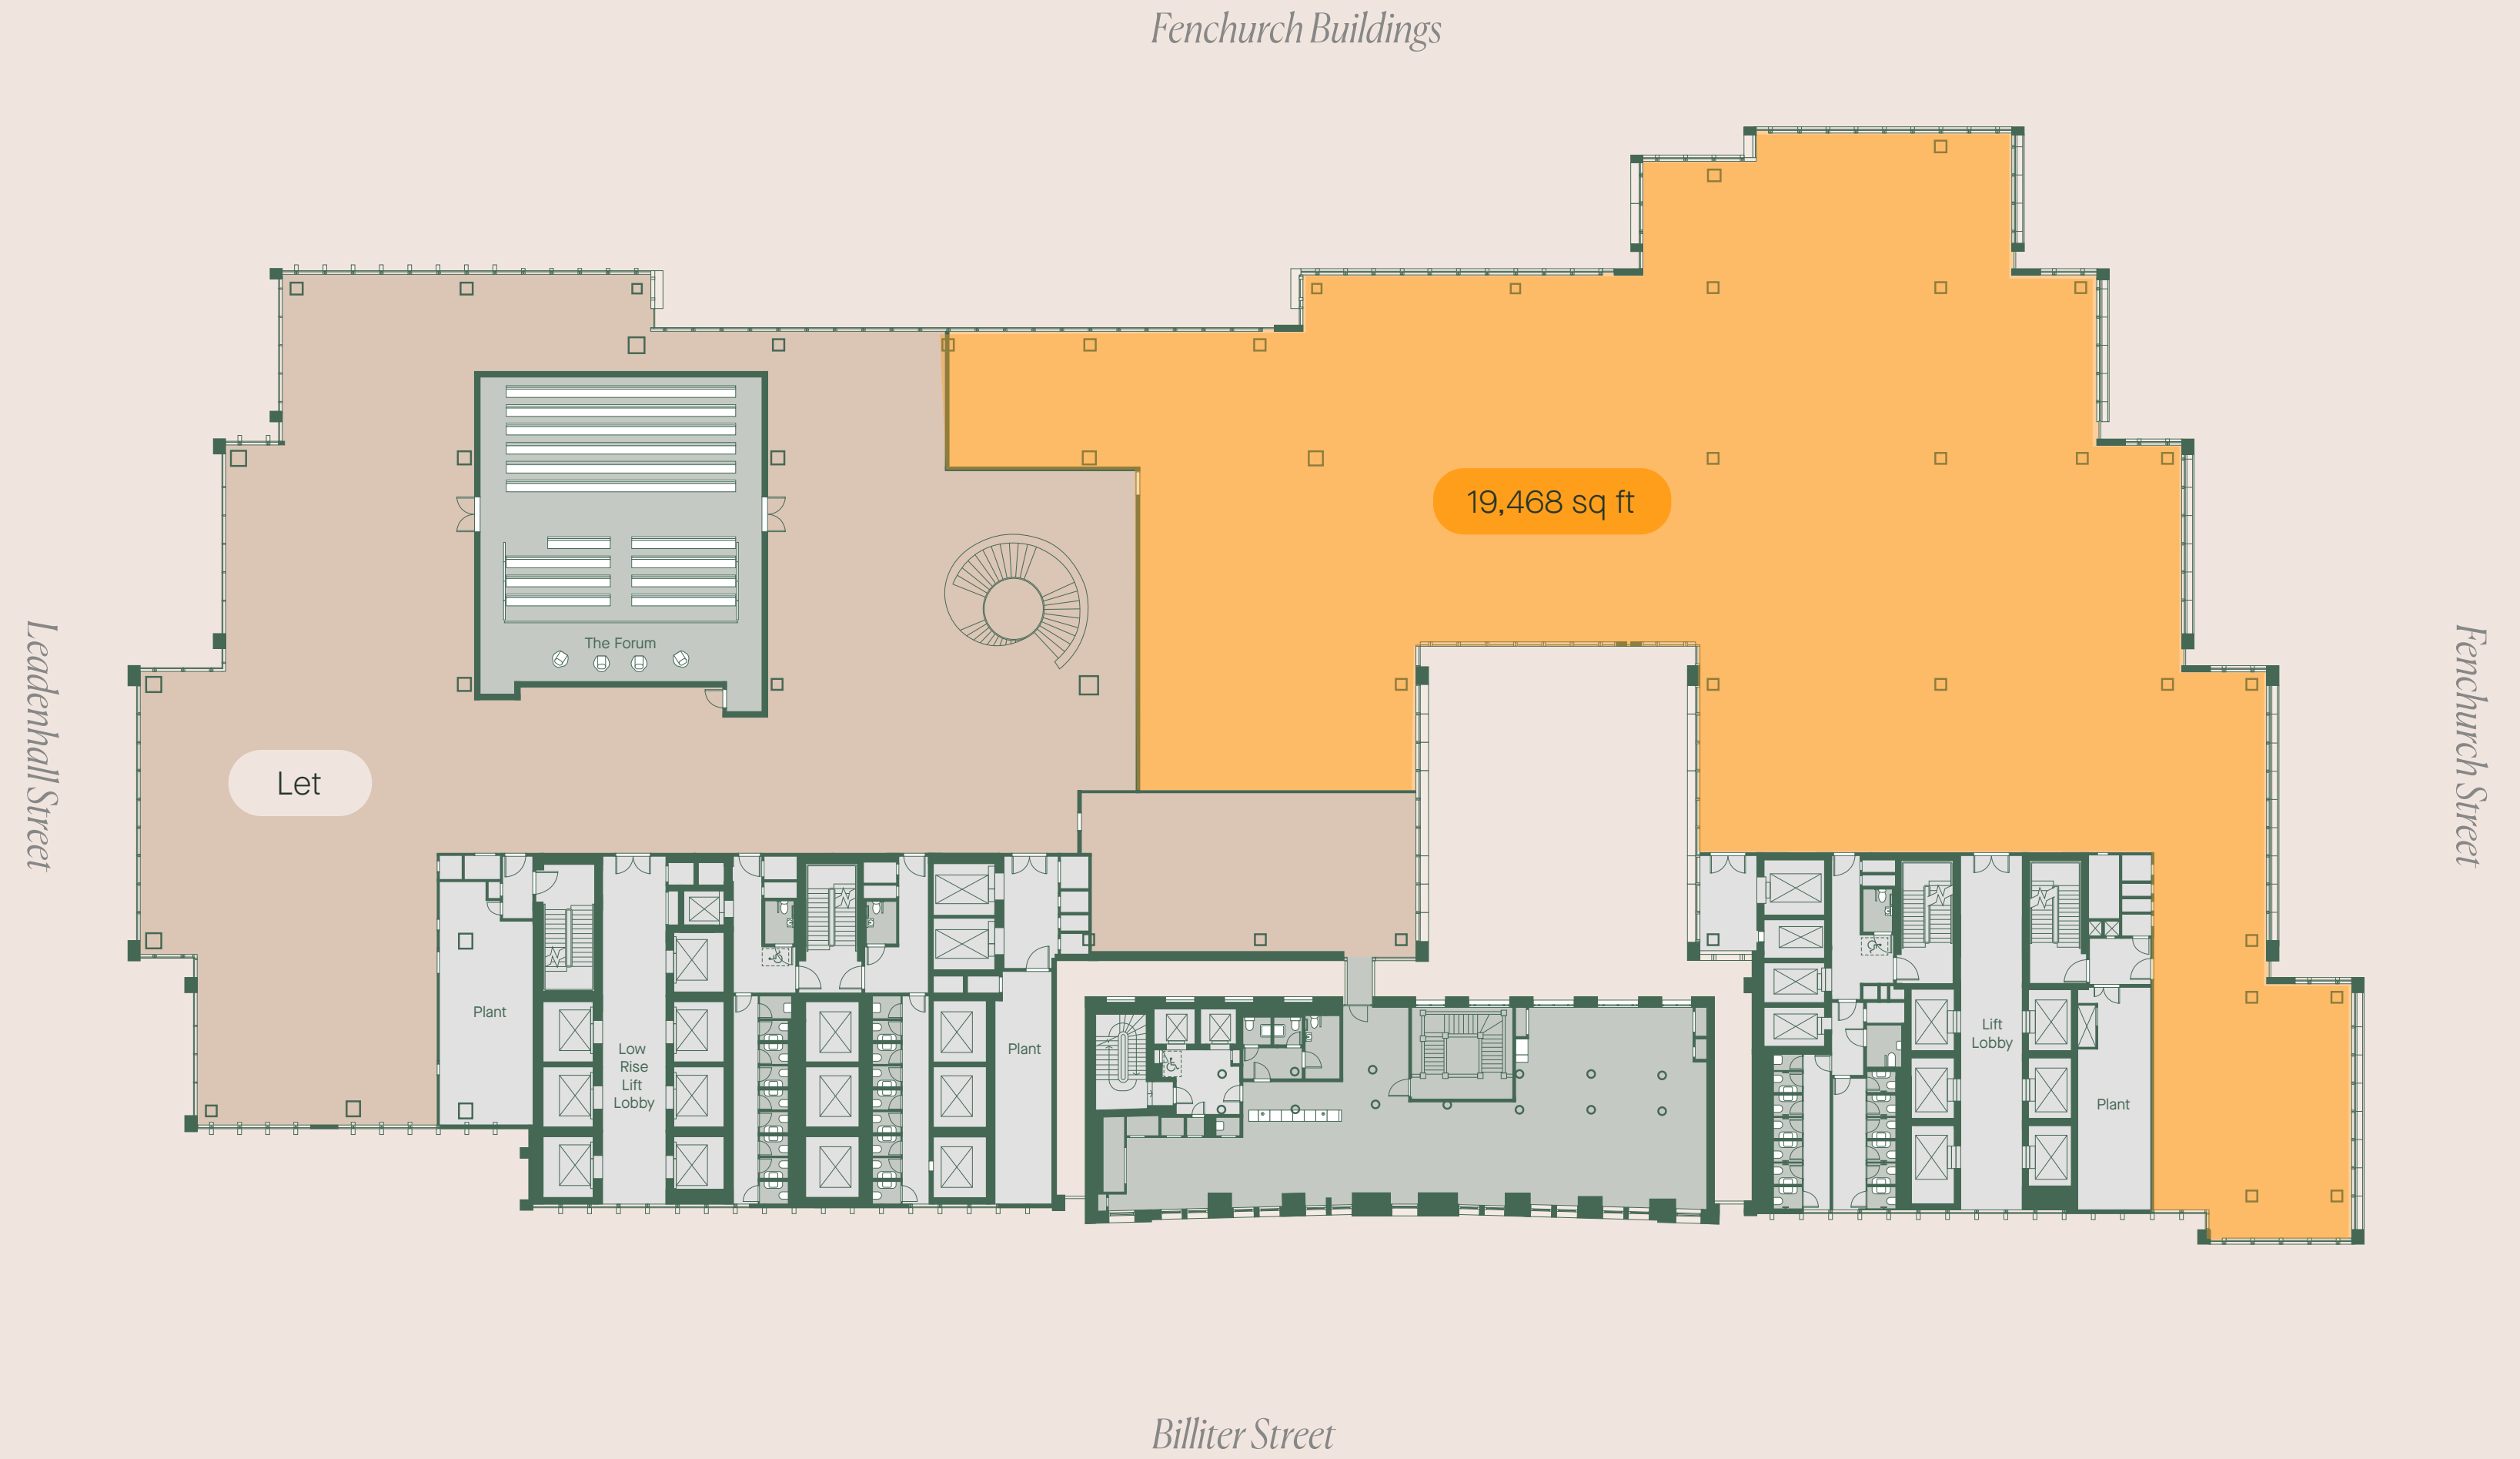 Fenchurch Buildings
19,468 sq ft
The Forum
Leadenhall Street
Fenchurch Street
Let
Plant
Low
Rise
Lift
Lobby
Plant
Lift
Lobby
Plant
Billiter Street